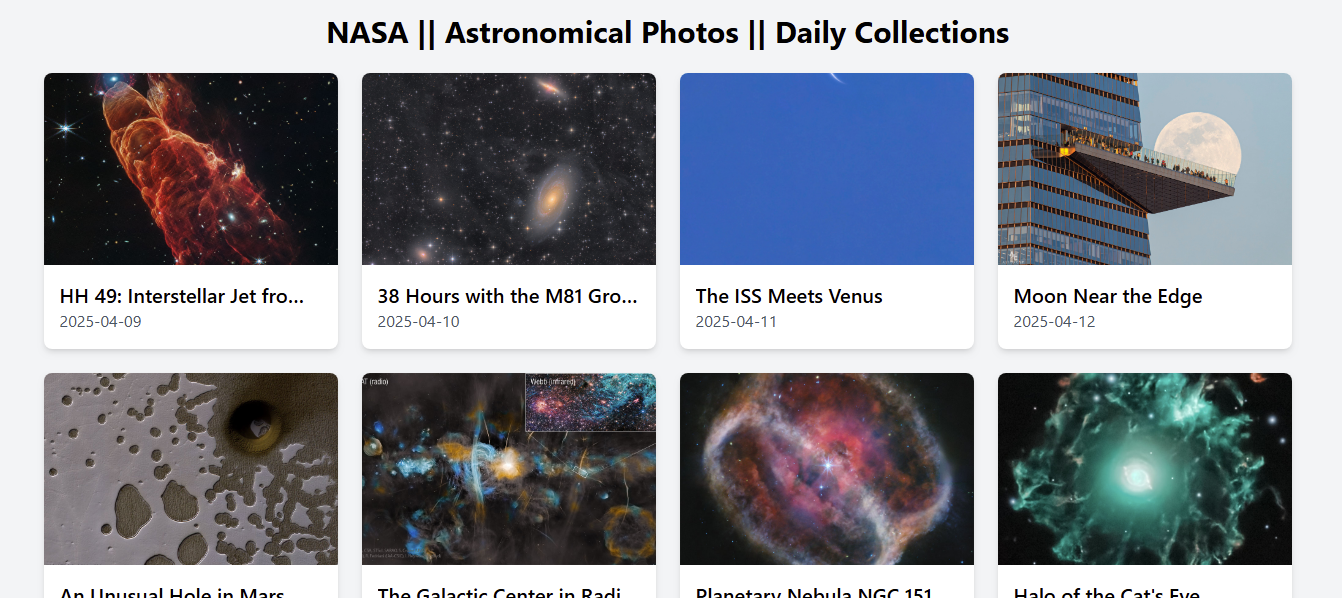 NASA || Astronomical Photos || Daily Collections
HH 49: Interstellar Jet fro...
2025-04-09
38 Hours with the M81 Gro...
2025-04-10
The ISS Meets Venus
2025-04-11
Moon Near the Edge
2025-04-12
AT (radio)
Webb (infrared)
An Unusual Hole in Mars
The Galactic Center in Radi...
Planetary Nebula NGC 151...
Halo of the Cat's Eye